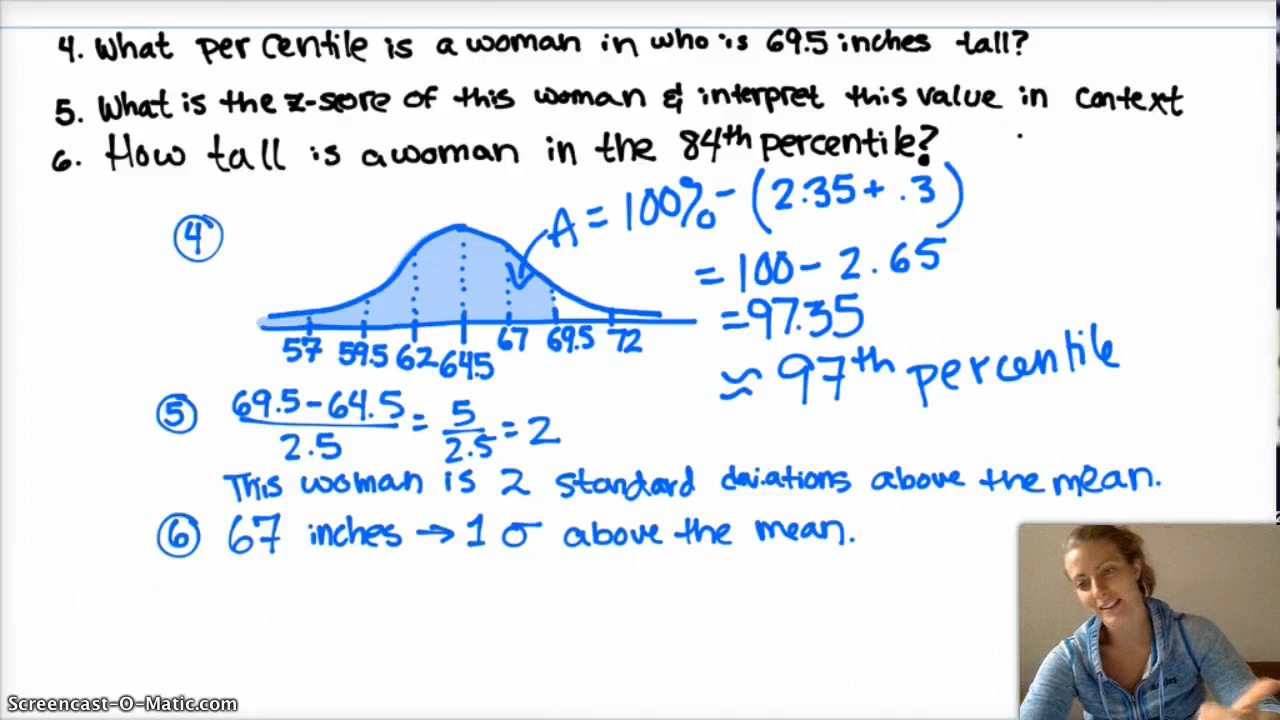 4. What percentile is a woman in who is 69.5 inches tall?
5. What is the z-score of this woman & interpret this value in context
6. How tall is a woman in the 84th percentile?
④
A = 100% - (2.35 + .3)
= 100 - 2.65
= 97.35
≈ 97th percentile
57 59.5 62 64.5 67 69.5 72
⑤ 69.5 - 64.5 / 2.5 = 5 / 2.5 = 2
This woman is 2 standard deviations above the mean.
⑥ 67 inches → 1 σ above the mean.
Screencast-O-Matic.com